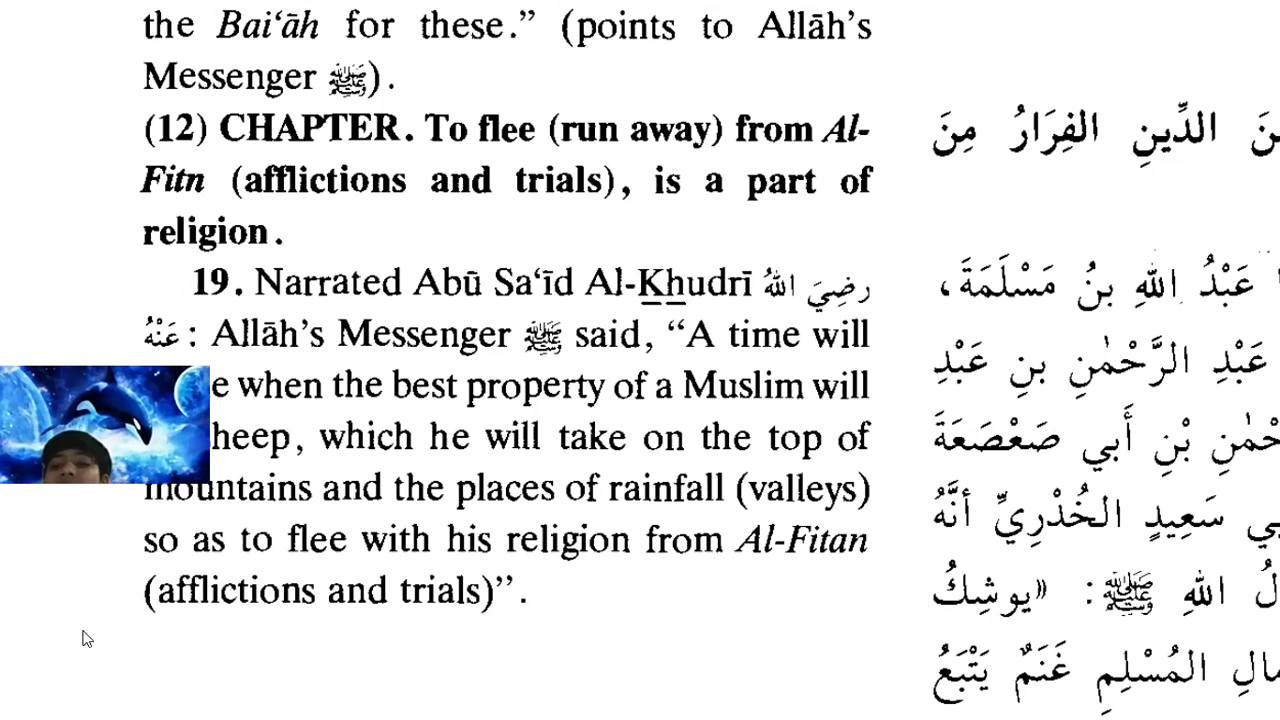 the Bai‘āh for these.” (points to Allāh’s
Messenger ﷺ).
(12) CHAPTER. To flee (run away) from Al-
Fitn (afflictions and trials), is a part of
religion.
19. Narrated Abū Sa‘īd Al-Khudrī رضِيَ اللهُ
عَنْهُ: Allāh’s Messenger ﷺ said, “A time will
e when the best property of a Muslim will
heep, which he will take on the top of
mountains and the places of rainfall (valleys)
so as to flee with his religion from Al-Fitan
(afflictions and trials)”.
الدِّينِ الفِرَارُ مِنَ
عَبْدُ اللهِ بنُ مَسْلَمَةَ،
عَبْدِ الرَّحْمٰنِ بنِ عَبْدِ
بْنِ أَبي صَعْصَعَةَ
سَعِيدٍ الخُدْرِيِّ أنَّهُ
اللهِ ﷺ: «يوشِكُ
المُسْلِمِ غَنَمٌ يَتْبَعُ